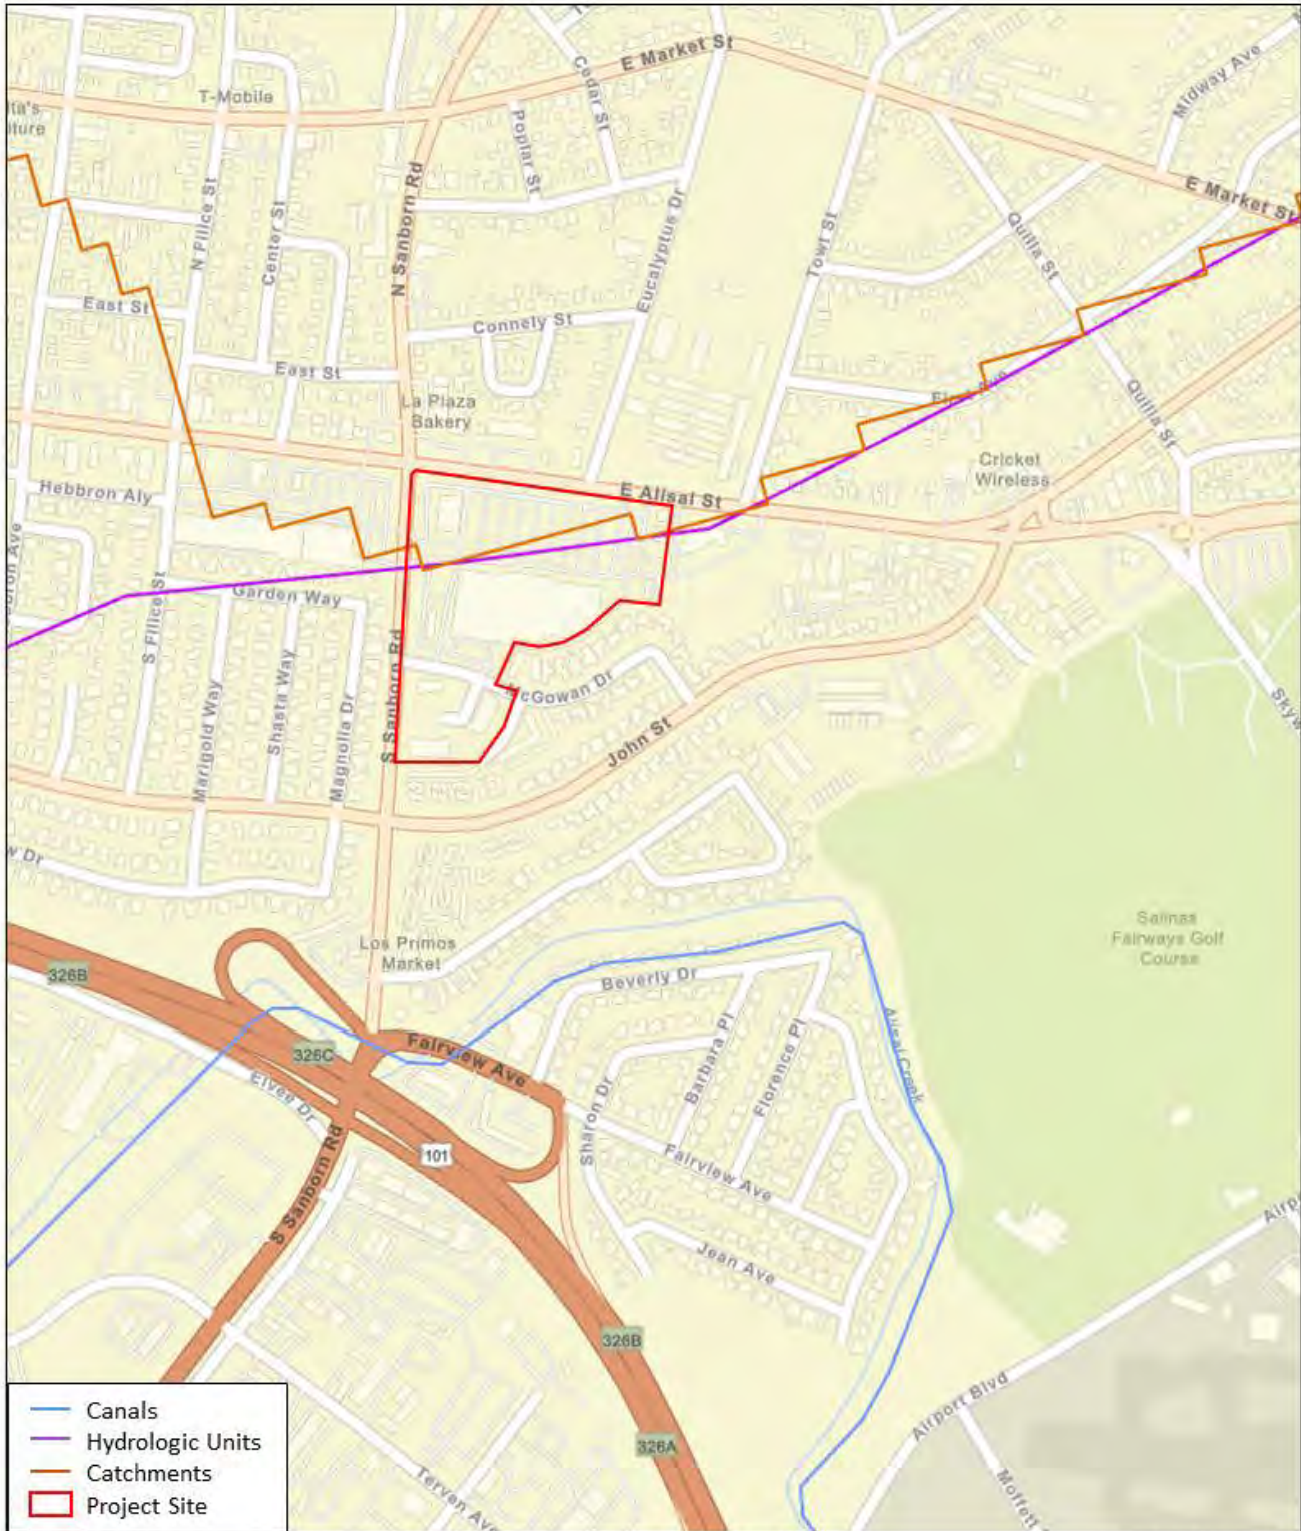 E Market St
Cedar St
Midway Ave
T-Mobile
Poplar St
N Sanborn Rd
E Market St
N Filice St
Center St
Eucalyptus Dr
Towt St
Quilla St
East St
Connely St
East St
La Plaza
Bakery
First Ave
Quilla St
Cricket
Wireless
E Alisal St
Hebbron Aly
Garden Way
S Filice St
S Sanborn Rd
McGowan Dr
Marigold Way
Shasta Way
Magnolia Dr
John St
Salinas
Fairways Golf
Course
Los Primos
Market
326B
Beverly Dr
Alisal Creek
326C
Fairview Ave
Barbara Pl
Florence Pl
Elvee Dr
Sharon Dr
101
Fairview Ave
S Sanborn Rd
Jean Ave
326B
Airport Blvd
326A
Terven Ave
Canals
Hydrologic Units
Catchments
Project Site